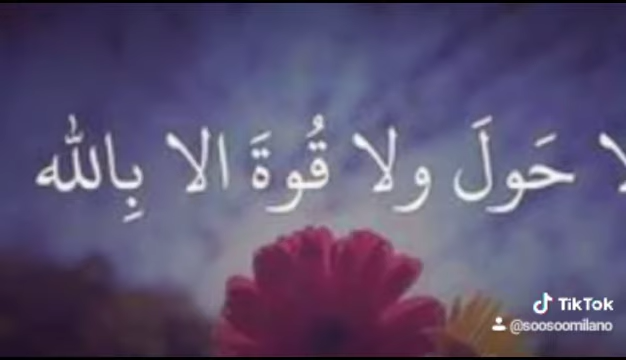 لا حَولَ ولا قُوةَ الا بِالله
TikTok
@soosoomilano